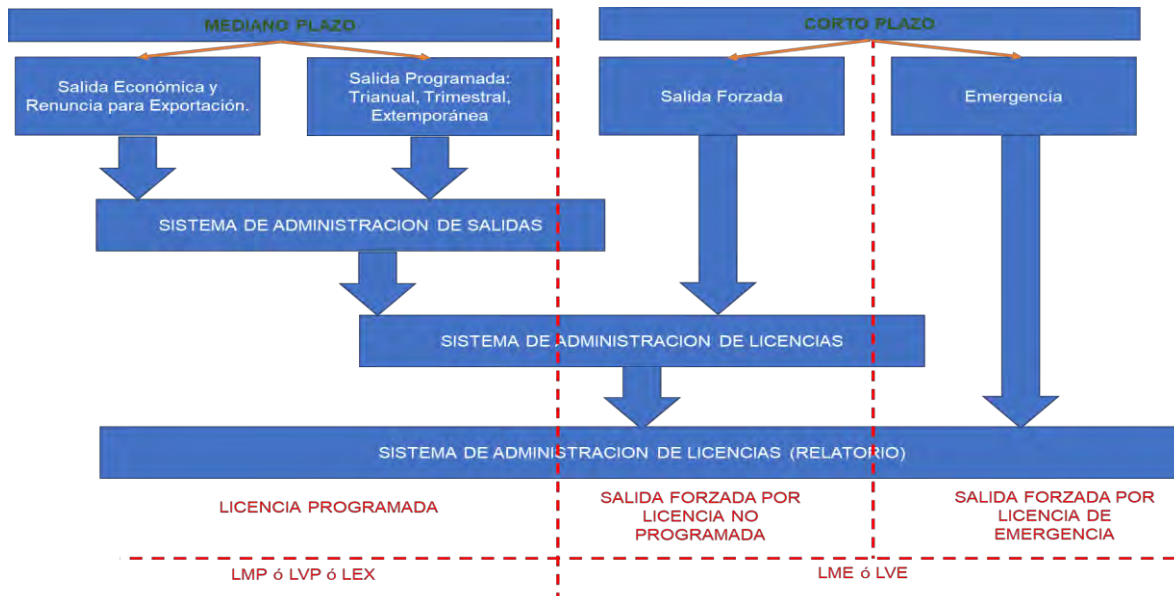 MEDIANO PLAZO
CORTO PLAZO
Salida Económica y
Renuncia para Exportación.
Salida Programada:
Trianual, Trimestral,
Extemporánea
Salida Forzada
Emergencia
SISTEMA DE ADMINISTRACION DE SALIDAS
SISTEMA DE ADMINISTRACION DE LICENCIAS
SISTEMA DE ADMINISTRACION DE LICENCIAS (RELATORIO)
LICENCIA PROGRAMADA
SALIDA FORZADA POR
LICENCIA NO
PROGRAMADA
SALIDA FORZADA POR
LICENCIA DE
EMERGENCIA
LMP ó LVP ó LEX
LME ó LVE